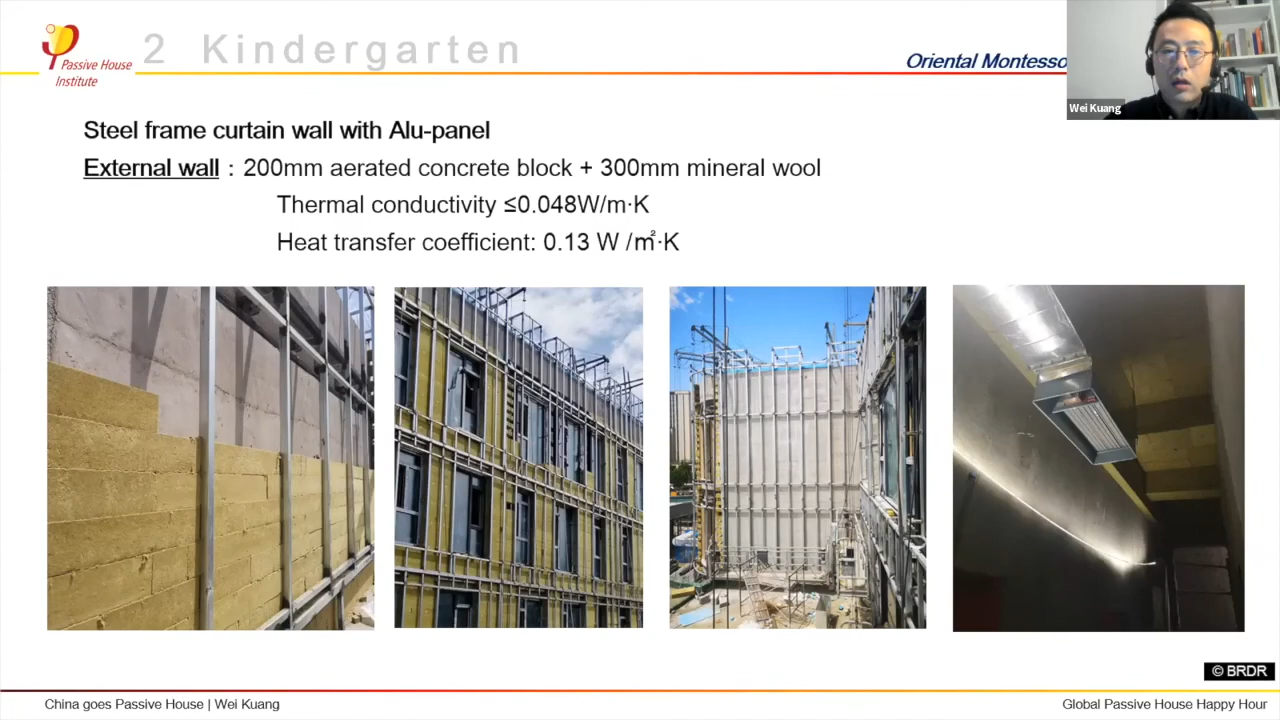 Passive House
Institute
2 Kindergarten
Oriental Montesso
Wei Kuang
Steel frame curtain wall with Alu-panel
External wall：200mm aerated concrete block + 300mm mineral wool
Thermal conductivity ≤0.048W/m·K
Heat transfer coefficient: 0.13 W /㎡·K
© BRDR
China goes Passive House | Wei Kuang
Global Passive House Happy Hour